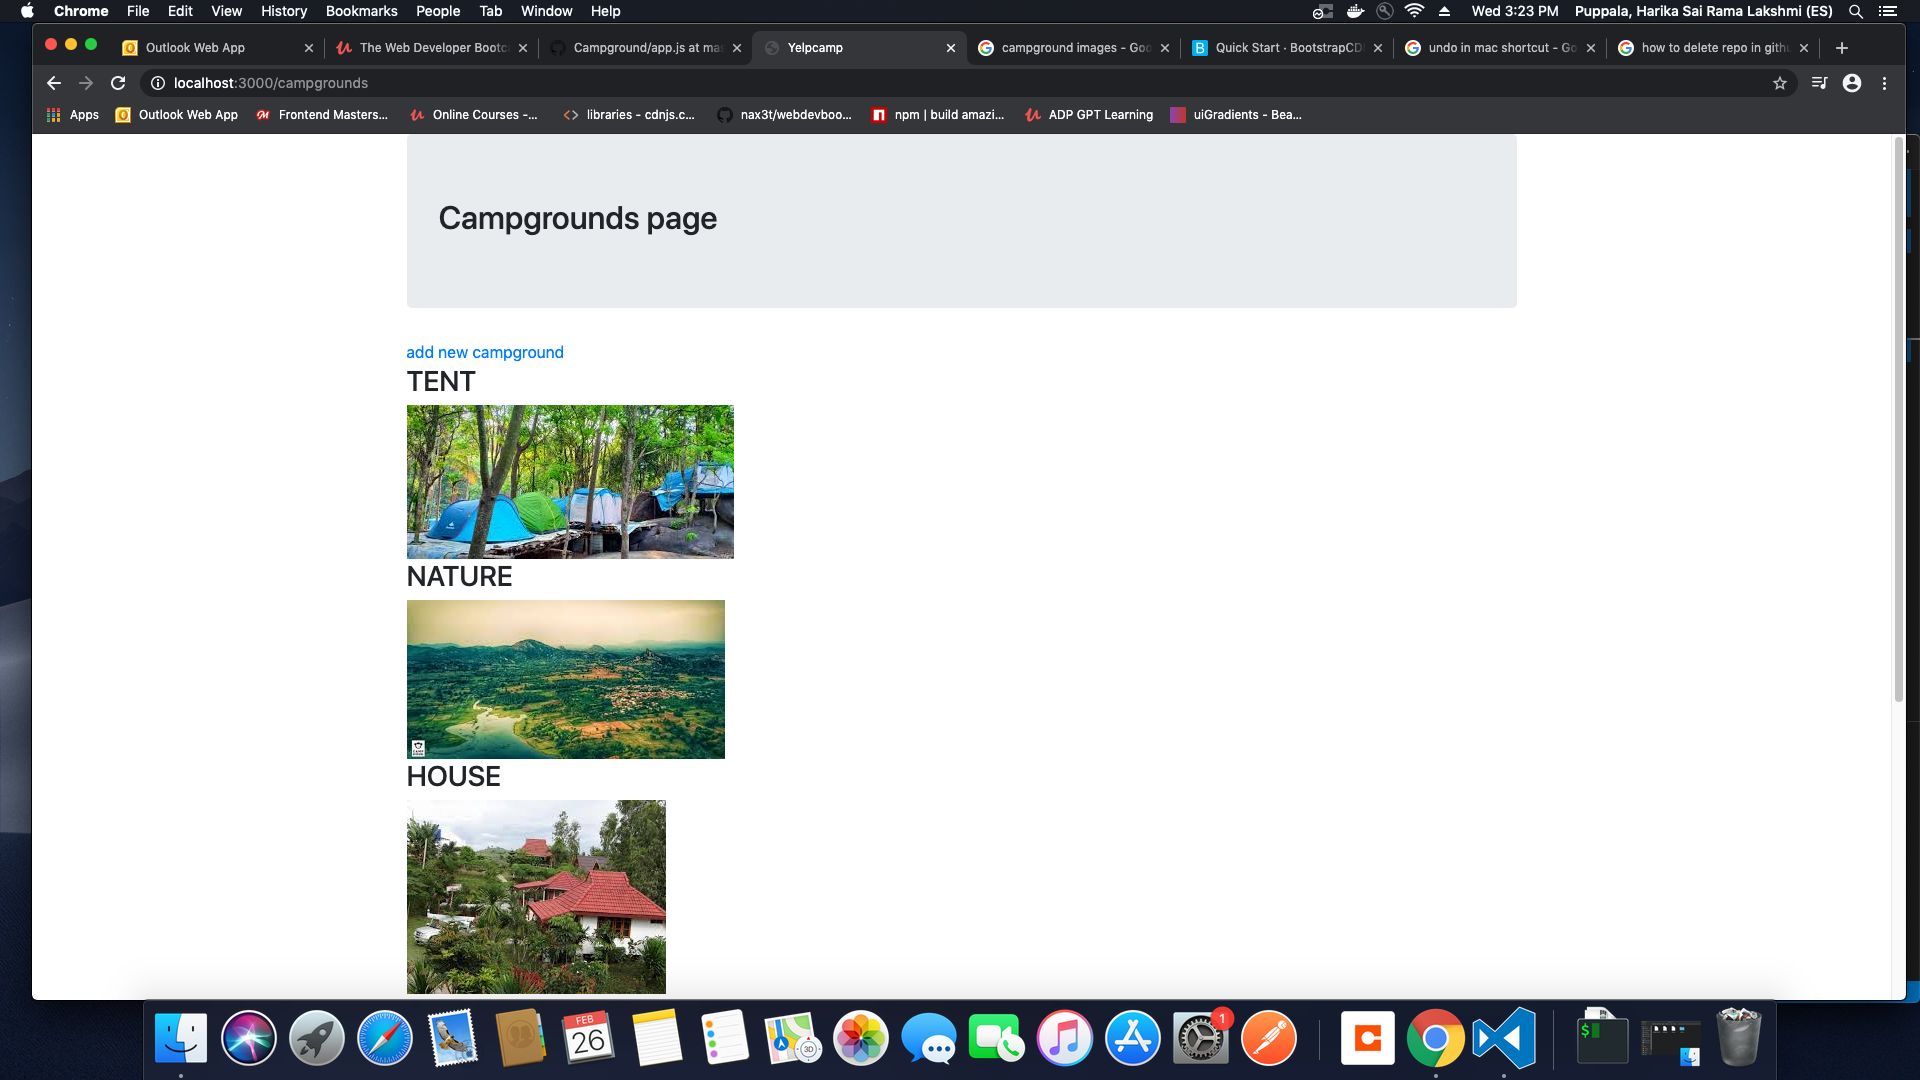 Chrome File Edit View History Bookmarks People Tab Window Help
Wed 3:23 PM Puppala, Harika Sai Rama Lakshmi (ES)
Outlook Web App
The Web Developer Bootc
Campground/app.js at mas
Yelpcamp
campground images - Goo
Quick Start · BootstrapCD
undo in mac shortcut - Go
how to delete repo in githu
localhost:3000/campgrounds
Apps
Outlook Web App
Frontend Masters...
Online Courses -...
libraries - cdnjs.c...
nax3t/webdevboo...
npm | build amazi...
ADP GPT Learning
uiGradients - Bea...
Campgrounds page
add new campground
TENT
NATURE
HOUSE
FEB
26
3D
1
$